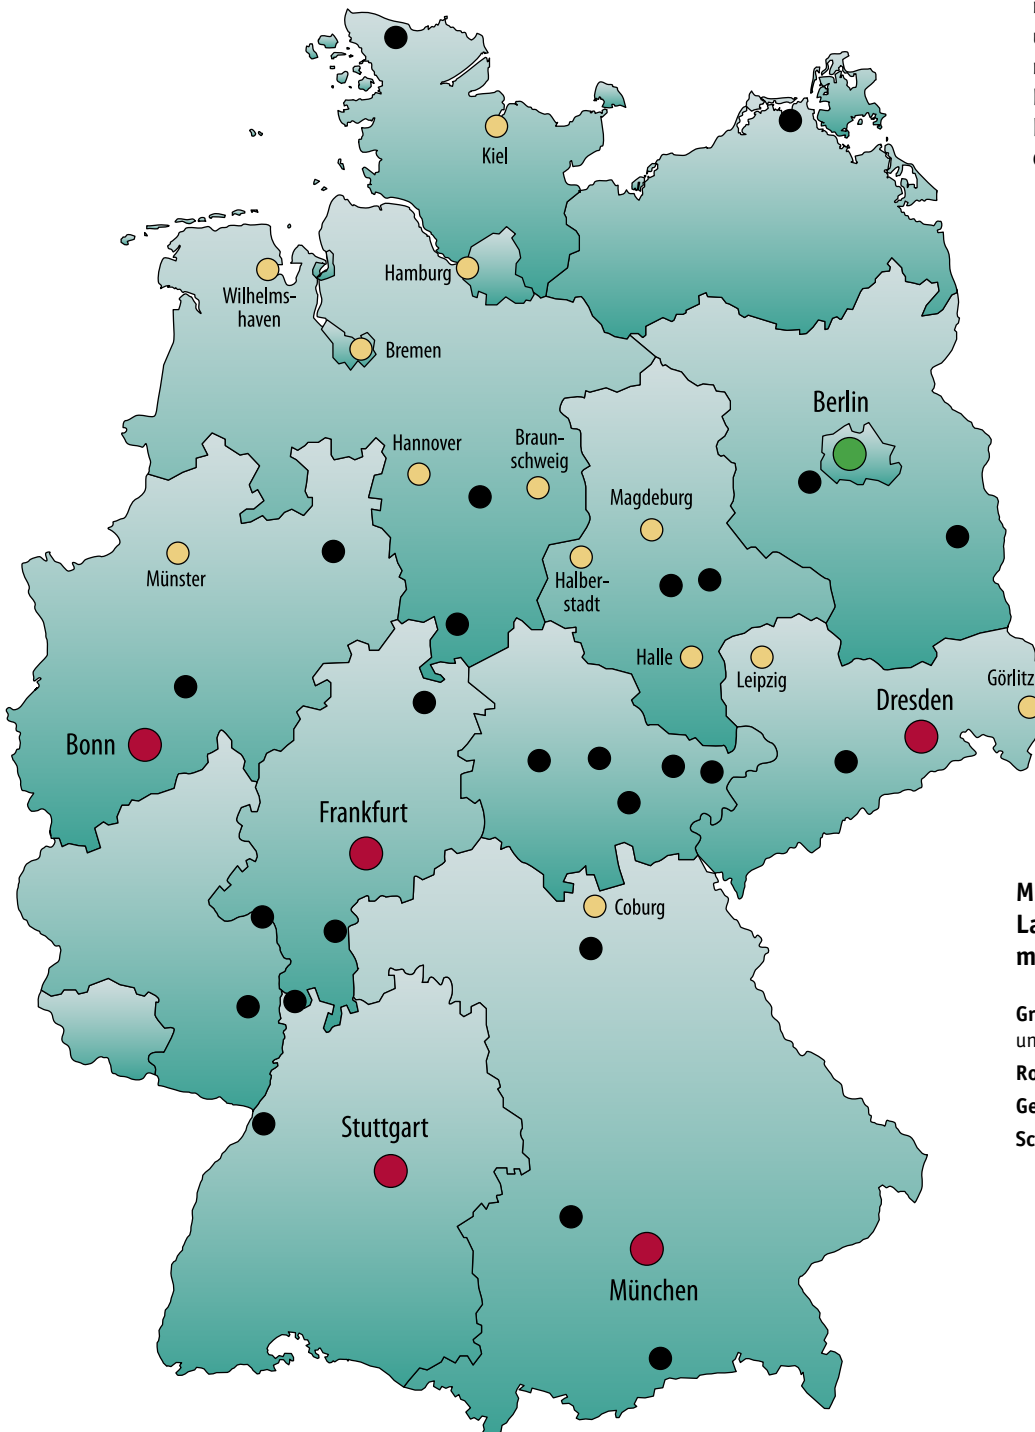 Kiel
Hamburg
Wilhelms-
haven
Bremen
Berlin
Hannover
Braun-
schweig
Magdeburg
Münster
Halber-
stadt
Halle
Leipzig
Görlitz
Dresden
Bonn
Frankfurt
Coburg
Stuttgart
München